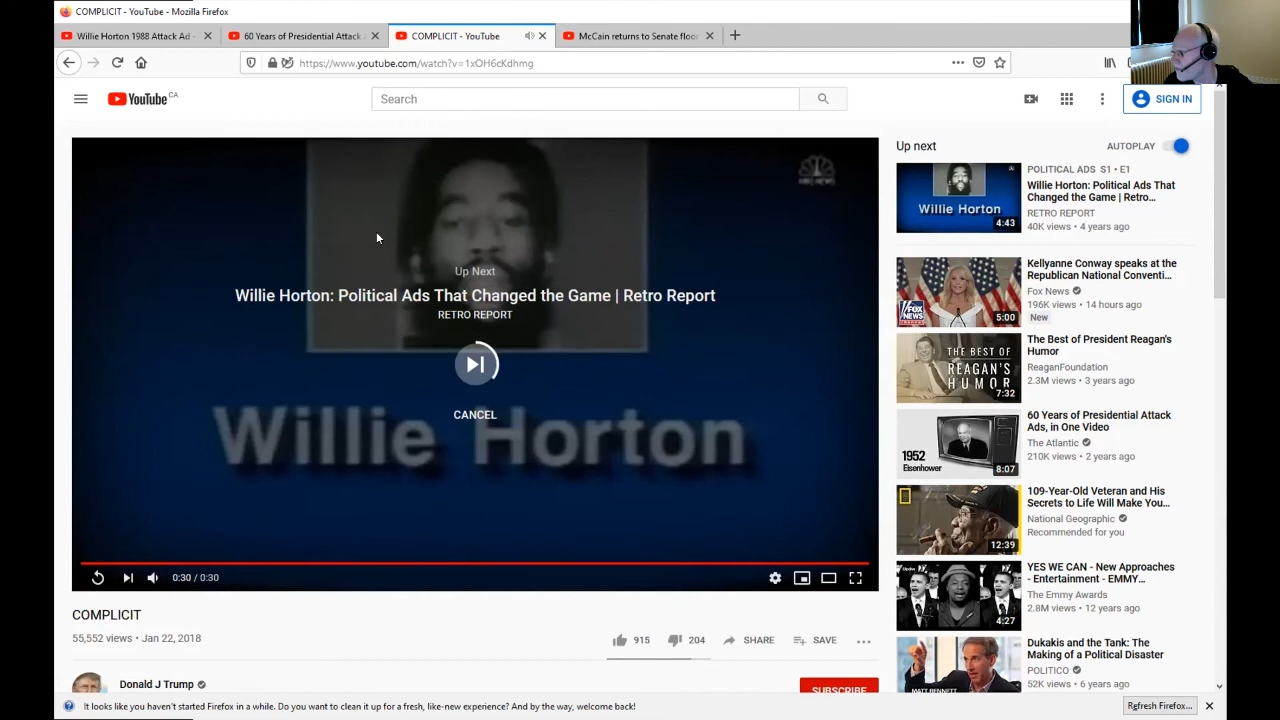 COMPLICIT - YouTube - Mozilla Firefox
Willie Horton 1988 Attack Ad -
60 Years of Presidential Attack
COMPLICIT - YouTube
McCain returns to Senate floor
https://www.youtube.com/watch?v=1xOH6cKdhmg
YouTube CA
Search
SIGN IN
NBC NEWS
Up Next
Willie Horton: Political Ads That Changed the Game | Retro Report
RETRO REPORT
CANCEL
Willie Horton
0:30 / 0:30
COMPLICIT
55,552 views • Jan 22, 2018
915
204
SHARE
SAVE
Donald J Trump
SUBSCRIBE
Up next
AUTOPLAY
Willie Horton
4:43
POLITICAL ADS S1 • E1
Willie Horton: Political Ads That
Changed the Game | Retro...
RETRO REPORT
40K views • 4 years ago
FOX NEWS
5:00
Kellyanne Conway speaks at the
Republican National Conventi...
Fox News
196K views • 14 hours ago
New
THE BEST OF
REAGAN'S
HUMOR
7:32
The Best of President Reagan's
Humor
ReaganFoundation
2.3M views • 3 years ago
1952
Eisenhower
8:07
60 Years of Presidential Attack
Ads, in One Video
The Atlantic
210K views • 2 years ago
12:39
109-Year-Old Veteran and His
Secrets to Life Will Make You...
National Geographic
Recommended for you
4:27
YES WE CAN - New Approaches
- Entertainment - EMMY...
The Emmy Awards
2.8M views • 12 years ago
MATT BENNETT
Dukakis and the Tank: The
Making of a Political Disaster
POLITICO
52K views • 6 years ago
It looks like you haven't started Firefox in a while. Do you want to clean it up for a fresh, like-new experience? And by the way, welcome back!
Refresh Firefox...